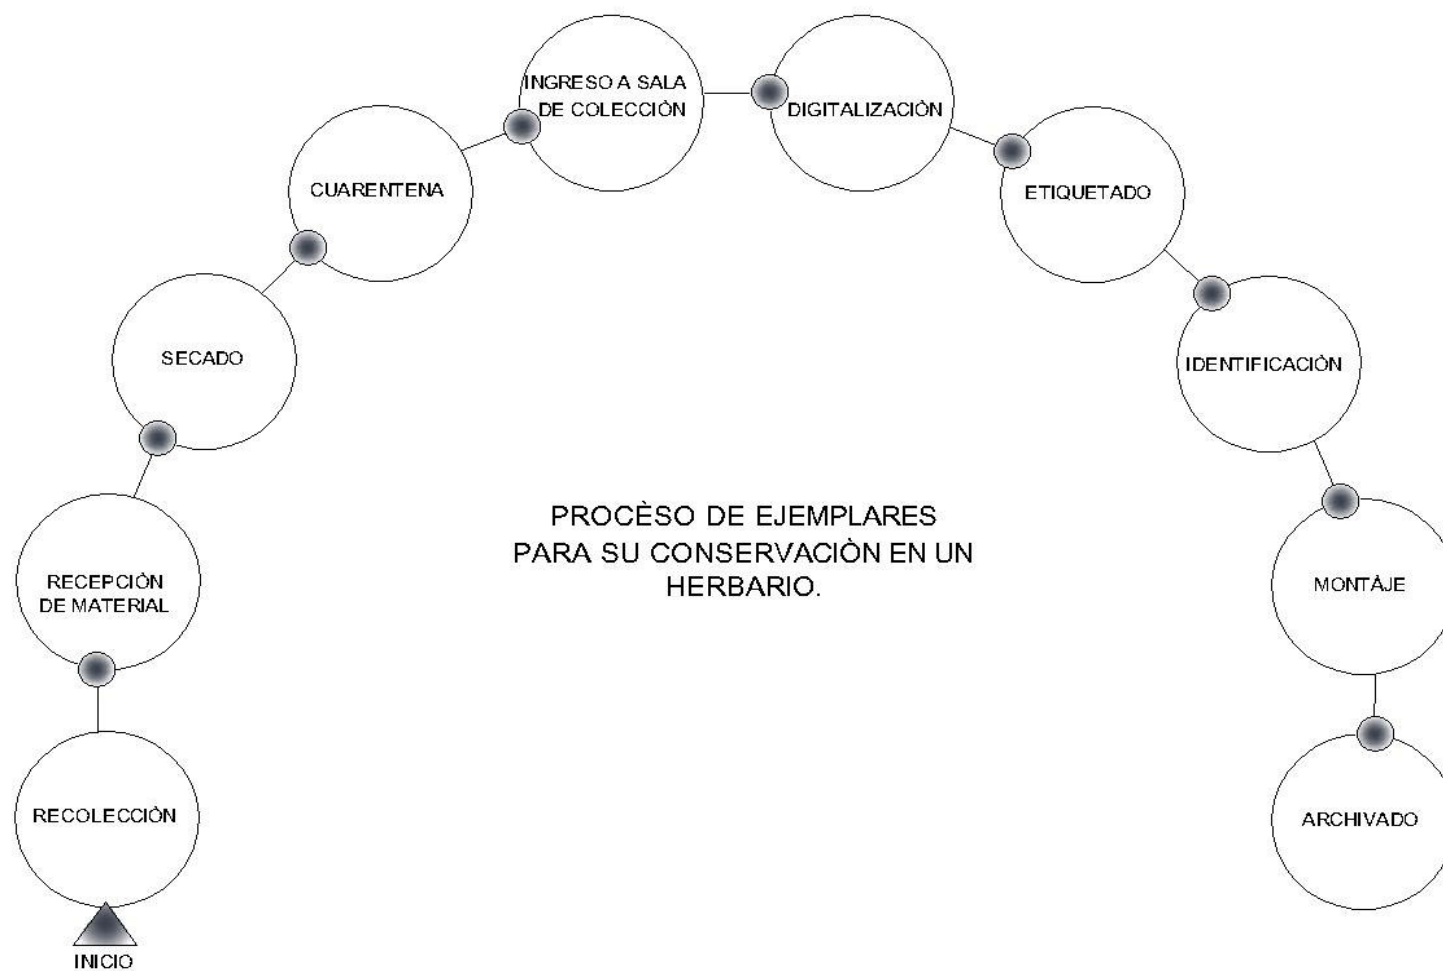 INGRESO A SALA
DE COLECCIÒN
DIGITALIZACIÒN
CUARENTENA
ETIQUETADO
SECADO
IDENTIFICACIÒN
PROCÈSO DE EJEMPLARES
PARA SU CONSERVACIÒN EN UN
HERBARIO.
RECEPCIÒN
DE MATERIAL
MONTÀJE
RECOLECCIÒN
ARCHIVADO
INICIO